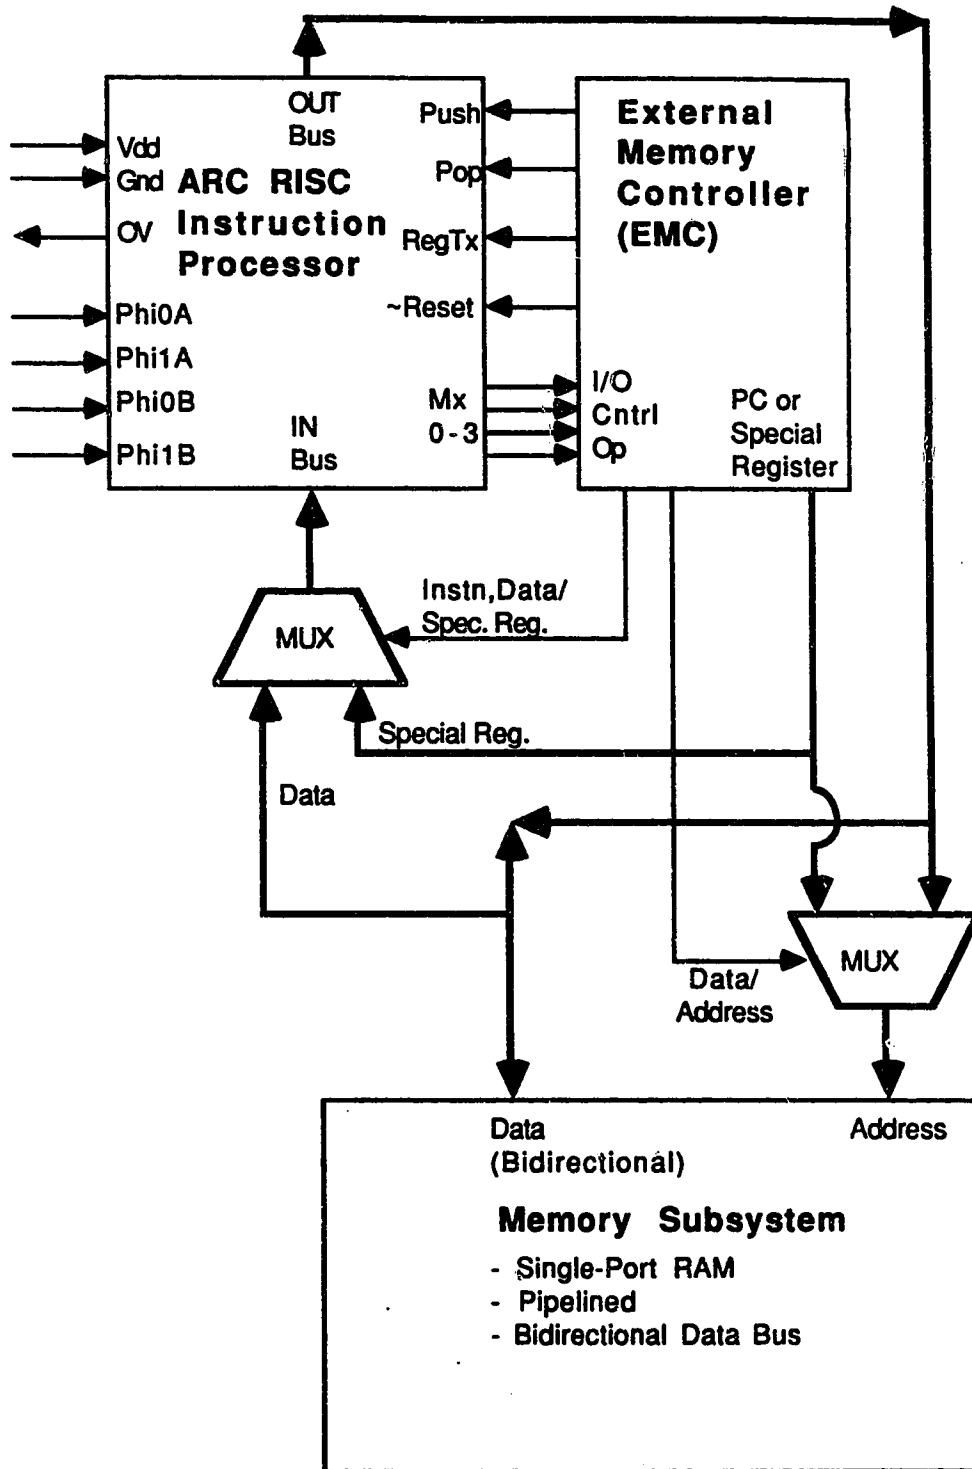 OUT
Bus
Push
Vdd
Gnd
OV
Phi0A
Phi1A
Phi0B
Phi1B
ARC RISC
Instruction
Processor
Pop
RegTx
~Reset
Mx
0-3
IN
Bus
External
Memory
Controller
(EMC)
I/O
Cntrl
Op
PC or
Special
Register
Instn,Data/
Spec. Reg.
MUX
Special Reg.
Data
MUX
Data/
Address
Data
(Bidirectional)
Address
Memory Subsystem
- Single-Port RAM
- Pipelined
- Bidirectional Data Bus